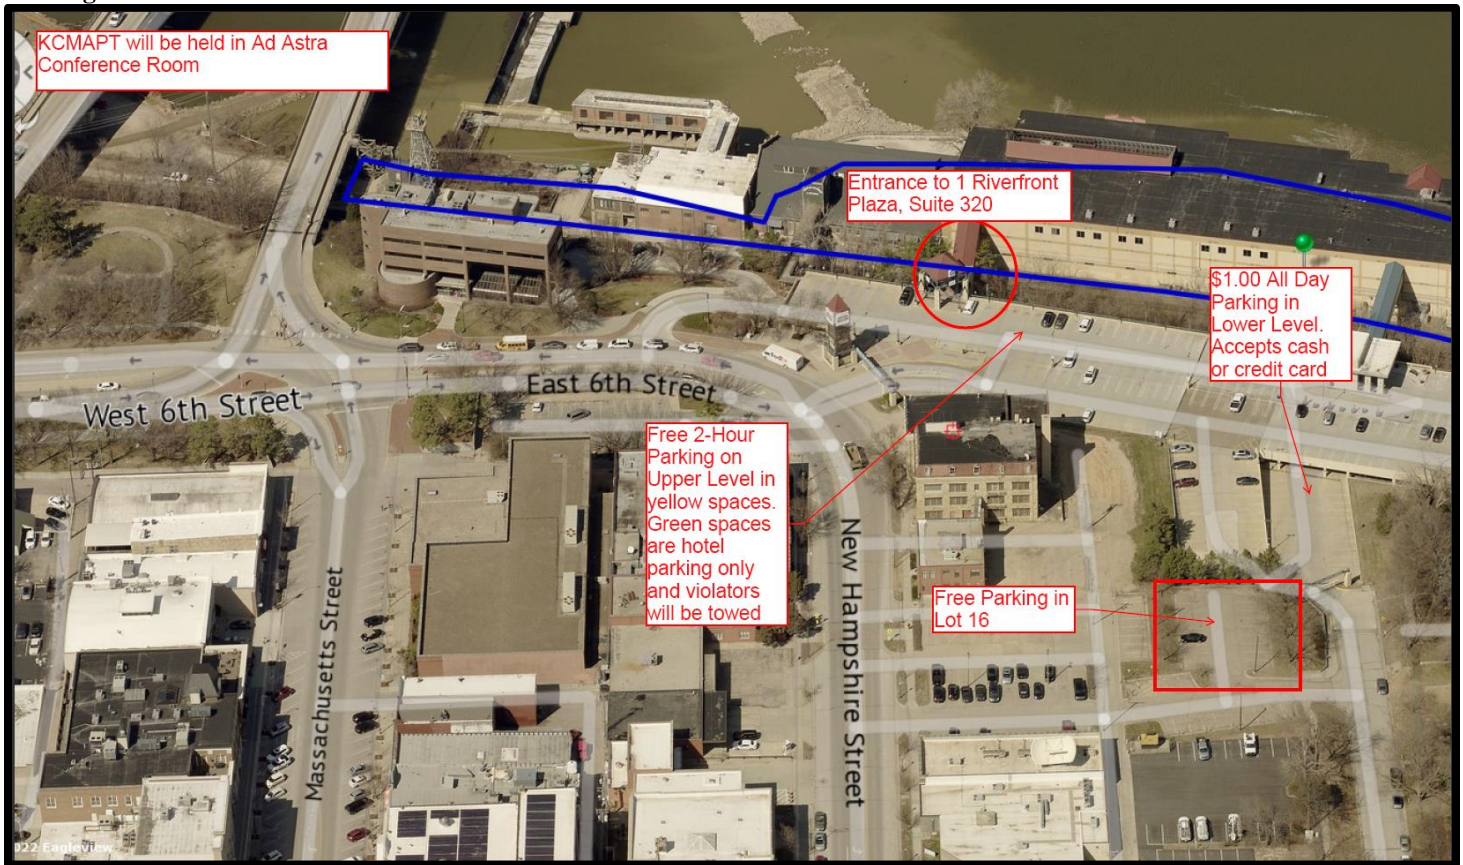 KCMAPT will be held in Ad Astra
Conference Room
Entrance to 1 Riverfront
Plaza, Suite 320
$1.00 All Day
Parking in
Lower Level.
Accepts cash
or credit card
East 6th Street
West 6th Street
Free 2-Hour
Parking on
Upper Level in
yellow spaces.
Green spaces
are hotel
parking only
and violators
will be towed
Free Parking in
Lot 16
Massachusetts Street
New Hampshire Street
022 Eagleview